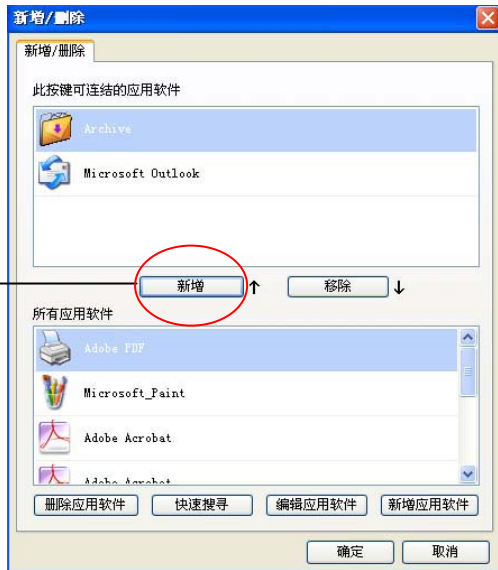 新增/删除
新增/删除
此按键可连结的应用软件
Archive
Microsoft Outlook
新增 ↑ 移除 ↓
所有应用软件
Adobe PDF
Microsoft_Paint
Adobe Acrobat
Adobe Acrobat
删除应用软件 快速搜寻 编辑应用软件 新增应用软件
确定 取消